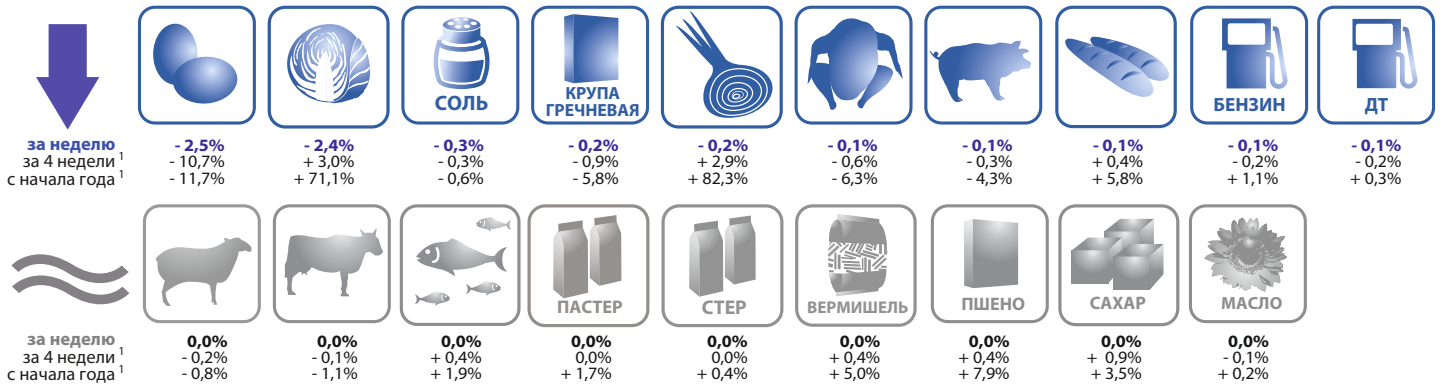 СОЛЬ
КРУПА
ГРЕЧНЕВАЯ
БЕНЗИН
ДТ
за неделю - 2,5% - 2,4% - 0,3% - 0,2% - 0,2% - 0,1% - 0,1% - 0,1% - 0,1% - 0,1%
за 4 недели 1 - 10,7% + 3,0% - 0,3% - 0,9% + 2,9% - 0,6% - 0,3% + 0,4% - 0,2% - 0,2%
с начала года 1 - 11,7% + 71,1% - 0,6% - 5,8% + 82,3% - 6,3% - 4,3% + 5,8% + 1,1% + 0,3%
ПАСТЕР СТЕР ВЕРМИШЕЛЬ ПШЕНО САХАР МАСЛО
за неделю 0,0% 0,0% 0,0% 0,0% 0,0% 0,0% 0,0% 0,0% 0,0%
за 4 недели 1 - 0,2% - 0,1% + 0,4% 0,0% 0,0% + 0,4% + 0,4% + 0,9% - 0,1%
с начала года 1 - 0,8% - 1,1% + 1,9% + 1,7% + 0,4% + 5,0% + 7,9% + 3,5% + 0,2%